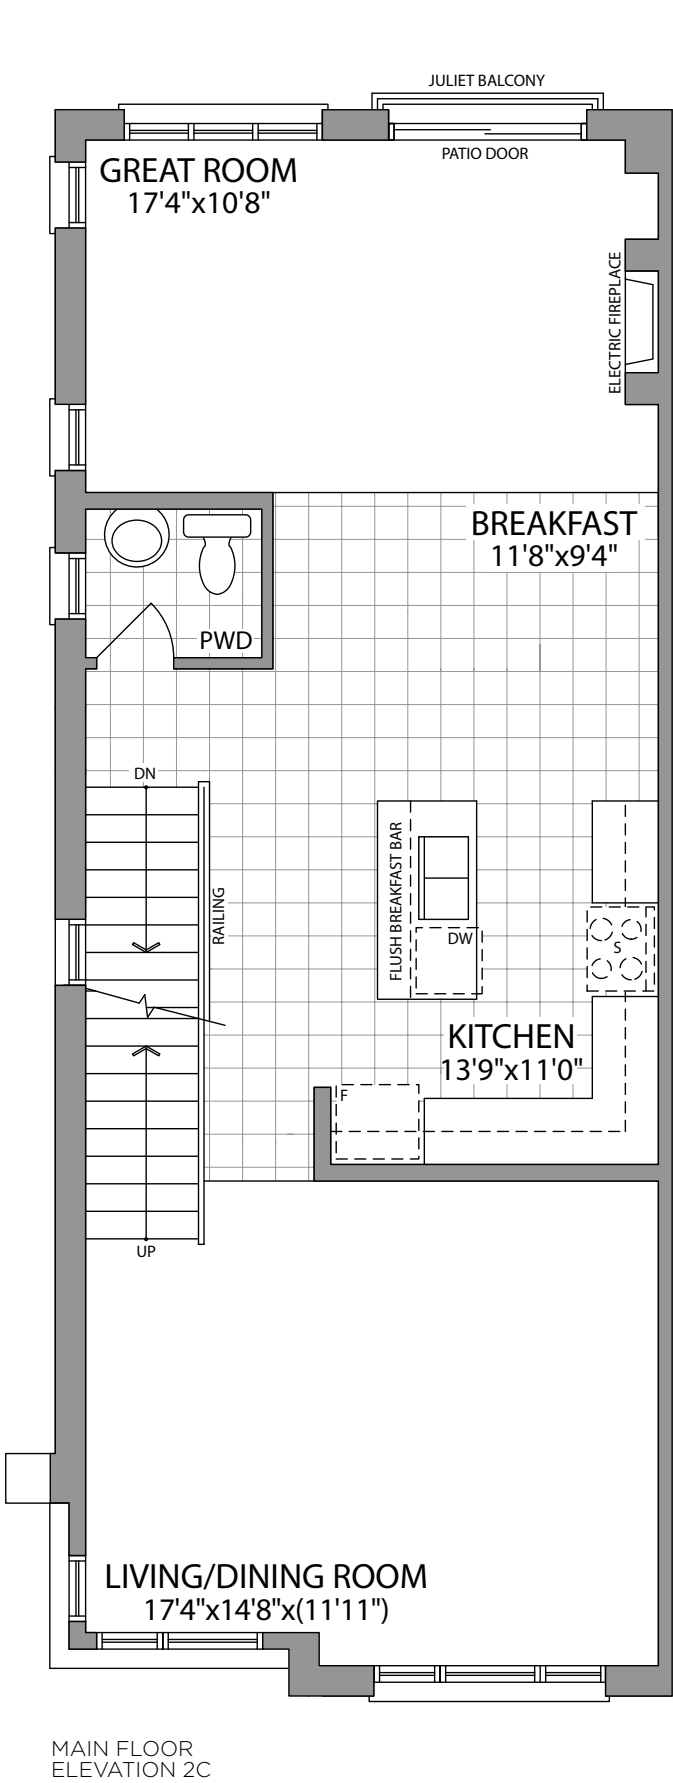 JULIET BALCONY
PATIO DOOR
GREAT ROOM
17'4"x10'8"
ELECTRIC FIREPLACE
BREAKFAST
11'8"x9'4"
PWD
DN
RAILING
FLUSH BREAKFAST BAR
DW
S
KITCHEN
13'9"x11'0"
F
UP
LIVING/DINING ROOM
17'4"x14'8"x(11'11")
MAIN FLOOR
ELEVATION 2C